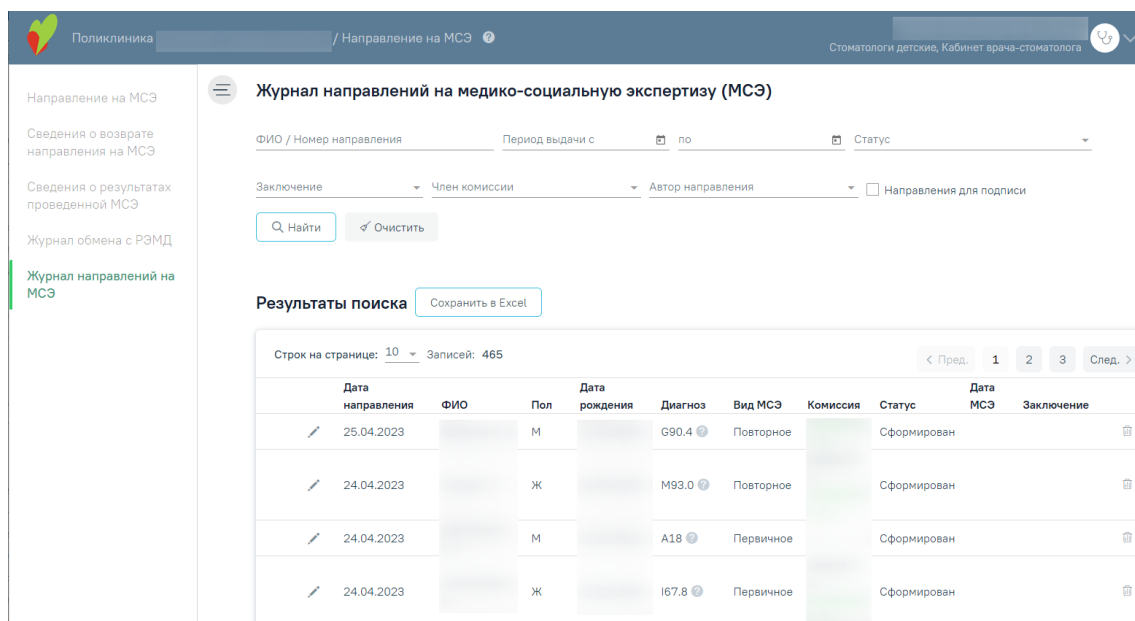 Поликлиника / Направление на МСЭ ?
Стоматологи детские, Кабинет врача-стоматолога
Направление на МСЭ
Сведения о возврате
направления на МСЭ
Сведения о результатах
проведенной МСЭ
Журнал обмена с РЭМД
Журнал направлений на
МСЭ
Журнал направлений на медико-социальную экспертизу (МСЭ)
ФИО / Номер направления Период выдачи с по Статус
Заключение Член комиссии Автор направления Направления для подписи
Найти Очистить
Результаты поиска Сохранить в Excel
Строк на странице: 10 Записей: 465 < Пред. 1 2 3 След. >
Дата направления ФИО Пол Дата рождения Диагноз Вид МСЭ Комиссия Статус Дата МСЭ Заключение
25.04.2023 М G90.4 ? Повторное Сформирован
24.04.2023 Ж M93.0 ? Повторное Сформирован
24.04.2023 М A18 ? Первичное Сформирован
24.04.2023 Ж I67.8 ? Первичное Сформирован